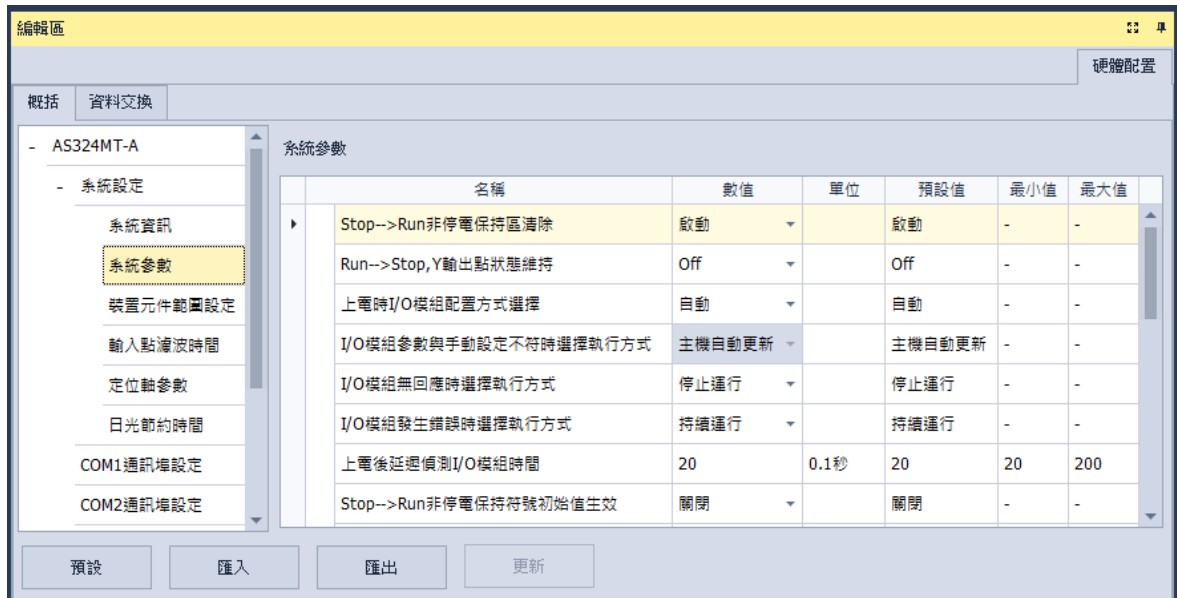 編輯區
硬體配置
概括 資料交換
- AS324MT-A
- 系統設定
系統資訊
系統參數
裝置元件範圍設定
輸入點濾波時間
定位軸參數
日光節約時間
COM1通訊埠設定
COM2通訊埠設定
系統參數
名稱 數值 單位 預設值 最小值 最大值
Stop-->Run非停電保持區清除 啟動 啟動 - -
Run-->Stop,Y輸出點狀態維持 Off Off - -
上電時I/O模組配置方式選擇 自動 自動 - -
I/O模組參數與手動設定不符時選擇執行方式 主機自動更新 主機自動更新 - -
I/O模組無回應時選擇執行方式 停止運行 停止運行 - -
I/O模組發生錯誤時選擇執行方式 持續運行 持續運行 - -
上電後延遲偵測I/O模組時間 20 0.1秒 20 20 200
Stop-->Run非停電保持符號初始值生效 關閉 關閉 - -
預設 匯入 匯出 更新